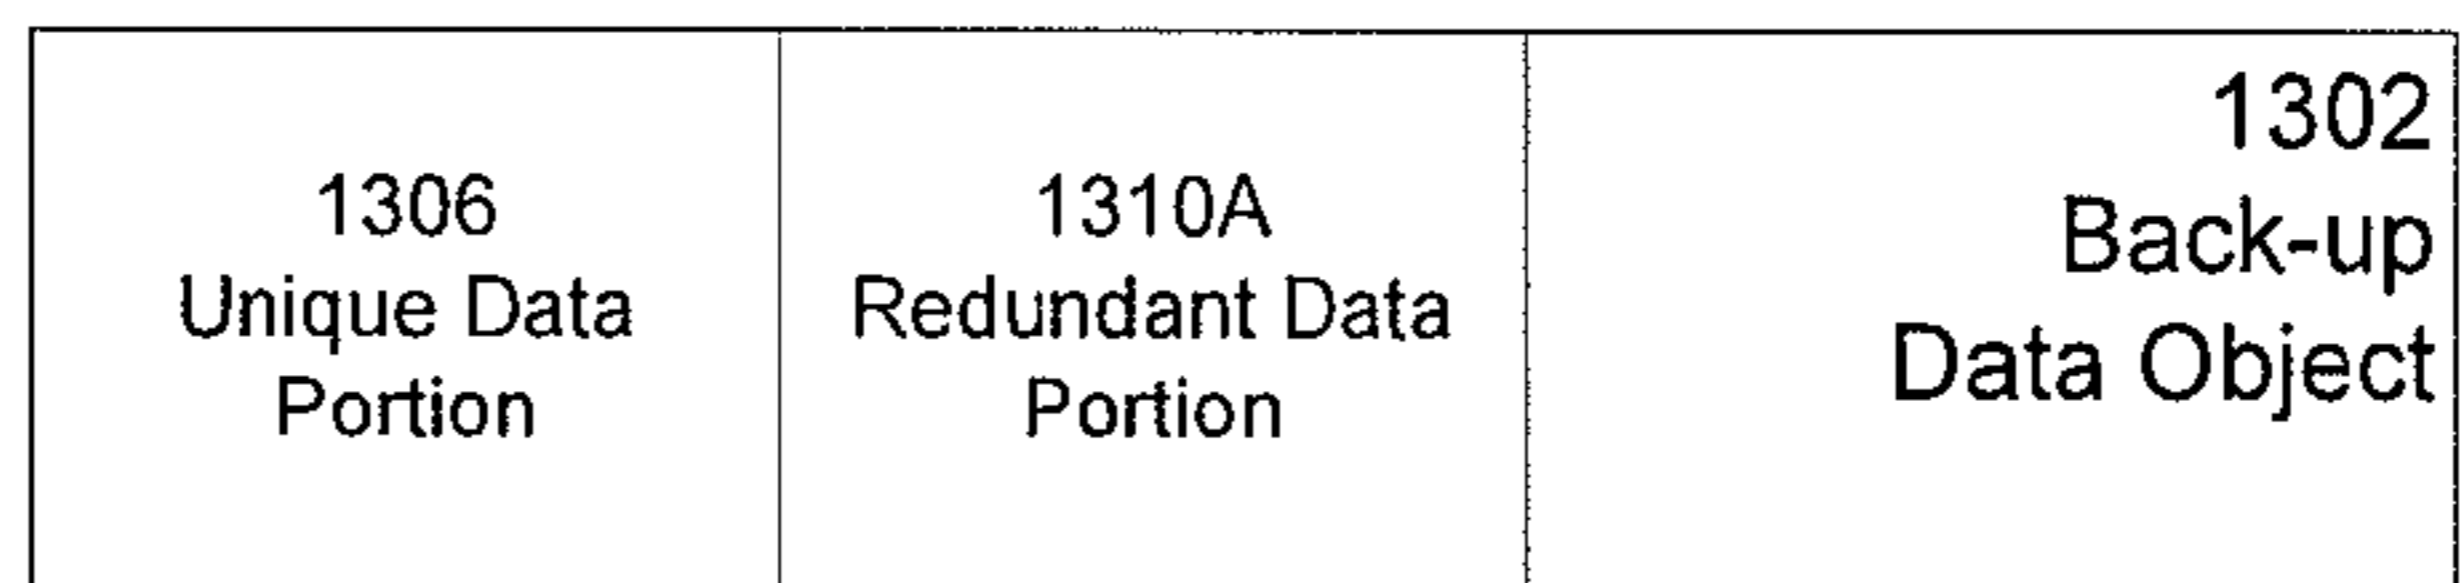 1306
Unique Data
Portion
1310A
Redundant Data
Portion
1302
Back-up
Data Object